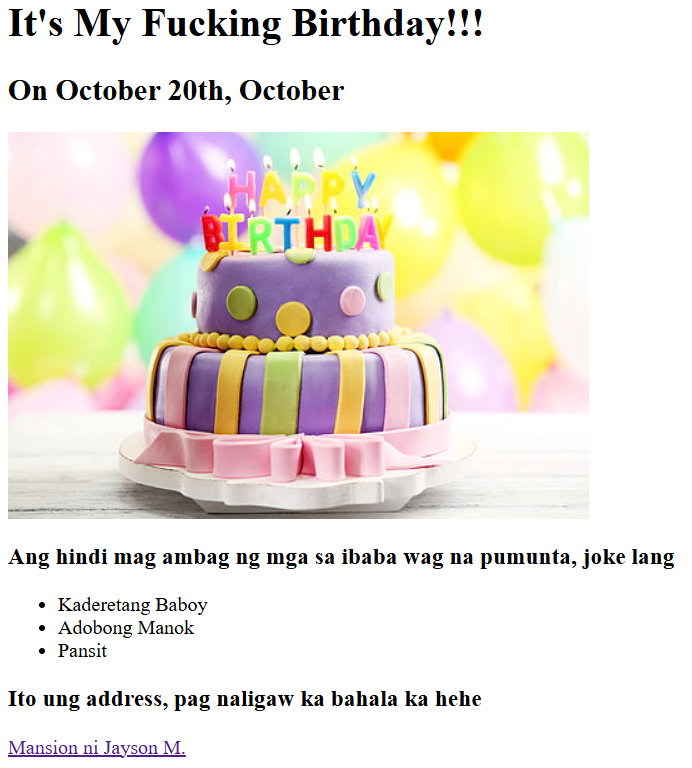 It's My Fucking Birthday!!!
On October 20th, October
HAPPY
BIRTHDAY
Ang hindi mag ambag ng mga sa ibaba wag na pumunta, joke lang
Kaderetang Baboy
Adobong Manok
Pansit
Ito ung address, pag naligaw ka bahala ka hehe
Mansion ni Jayson M.